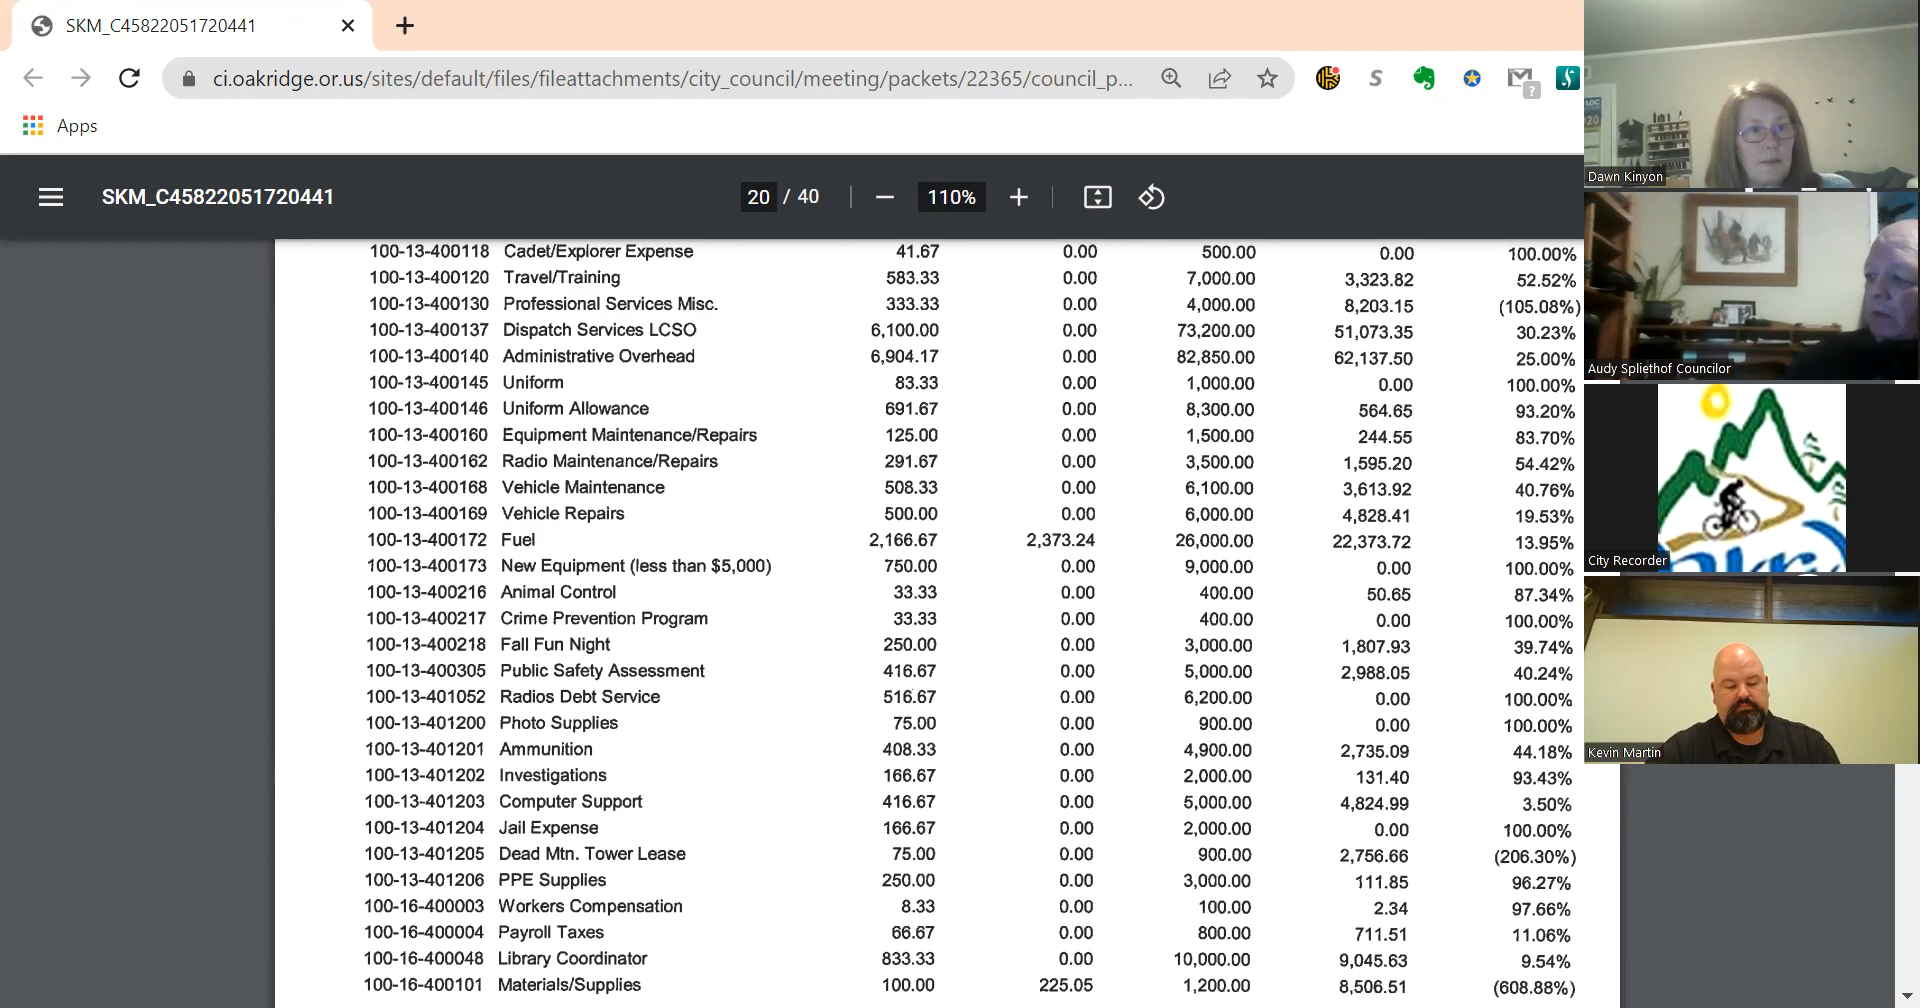 SKM_C45822051720441
ci.oakridge.or.us/sites/default/files/fileattachments/city_council/meeting/packets/22365/council_p...
Apps
SKM_C45822051720441
20 / 40
110%
100-13-400118 Cadet/Explorer Expense 41.67 0.00 500.00 0.00 100.00%
100-13-400120 Travel/Training 583.33 0.00 7,000.00 3,323.82 52.52%
100-13-400130 Professional Services Misc. 333.33 0.00 4,000.00 8,203.15 (105.08%)
100-13-400137 Dispatch Services LCSO 6,100.00 0.00 73,200.00 51,073.35 30.23%
100-13-400140 Administrative Overhead 6,904.17 0.00 82,850.00 62,137.50 25.00%
100-13-400145 Uniform 83.33 0.00 1,000.00 0.00 100.00%
100-13-400146 Uniform Allowance 691.67 0.00 8,300.00 564.65 93.20%
100-13-400160 Equipment Maintenance/Repairs 125.00 0.00 1,500.00 244.55 83.70%
100-13-400162 Radio Maintenance/Repairs 291.67 0.00 3,500.00 1,595.20 54.42%
100-13-400168 Vehicle Maintenance 508.33 0.00 6,100.00 3,613.92 40.76%
100-13-400169 Vehicle Repairs 500.00 0.00 6,000.00 4,828.41 19.53%
100-13-400172 Fuel 2,166.67 2,373.24 26,000.00 22,373.72 13.95%
100-13-400173 New Equipment (less than $5,000) 750.00 0.00 9,000.00 0.00 100.00%
100-13-400216 Animal Control 33.33 0.00 400.00 50.65 87.34%
100-13-400217 Crime Prevention Program 33.33 0.00 400.00 0.00 100.00%
100-13-400218 Fall Fun Night 250.00 0.00 3,000.00 1,807.93 39.74%
100-13-400305 Public Safety Assessment 416.67 0.00 5,000.00 2,988.05 40.24%
100-13-401052 Radios Debt Service 516.67 0.00 6,200.00 0.00 100.00%
100-13-401200 Photo Supplies 75.00 0.00 900.00 0.00 100.00%
100-13-401201 Ammunition 408.33 0.00 4,900.00 2,735.09 44.18%
100-13-401202 Investigations 166.67 0.00 2,000.00 131.40 93.43%
100-13-401203 Computer Support 416.67 0.00 5,000.00 4,824.99 3.50%
100-13-401204 Jail Expense 166.67 0.00 2,000.00 0.00 100.00%
100-13-401205 Dead Mtn. Tower Lease 75.00 0.00 900.00 2,756.66 (206.30%)
100-13-401206 PPE Supplies 250.00 0.00 3,000.00 111.85 96.27%
100-16-400003 Workers Compensation 8.33 0.00 100.00 2.34 97.66%
100-16-400004 Payroll Taxes 66.67 0.00 800.00 711.51 11.06%
100-16-400048 Library Coordinator 833.33 0.00 10,000.00 9,045.63 9.54%
100-16-400101 Materials/Supplies 100.00 225.05 1,200.00 8,506.51 (608.88%)
Dawn Kinyon
Audy Spliethof Councilor
City Recorder
Kevin Martin